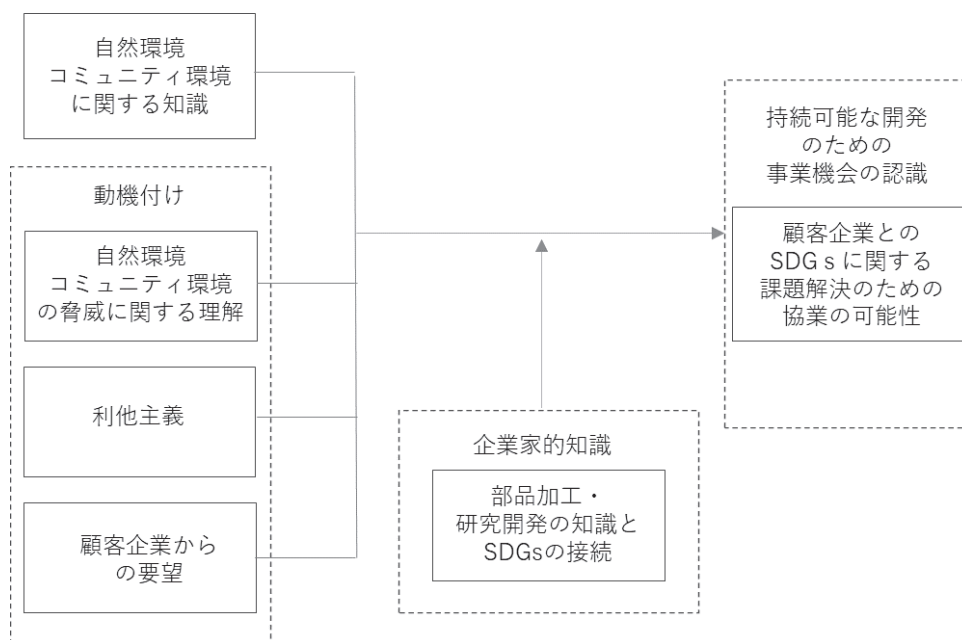 自然環境
コミュニティ環境
に関する知識
動機付け
自然環境
コミュニティ環境
の脅威に関する理解
利他主義
顧客企業から
の要望
企業家的知識
部品加工・
研究開発の知識と
SDGsの接続
持続可能な開発
のための
事業機会の認識
顧客企業との
SDGｓに関する
課題解決のための
協業の可能性